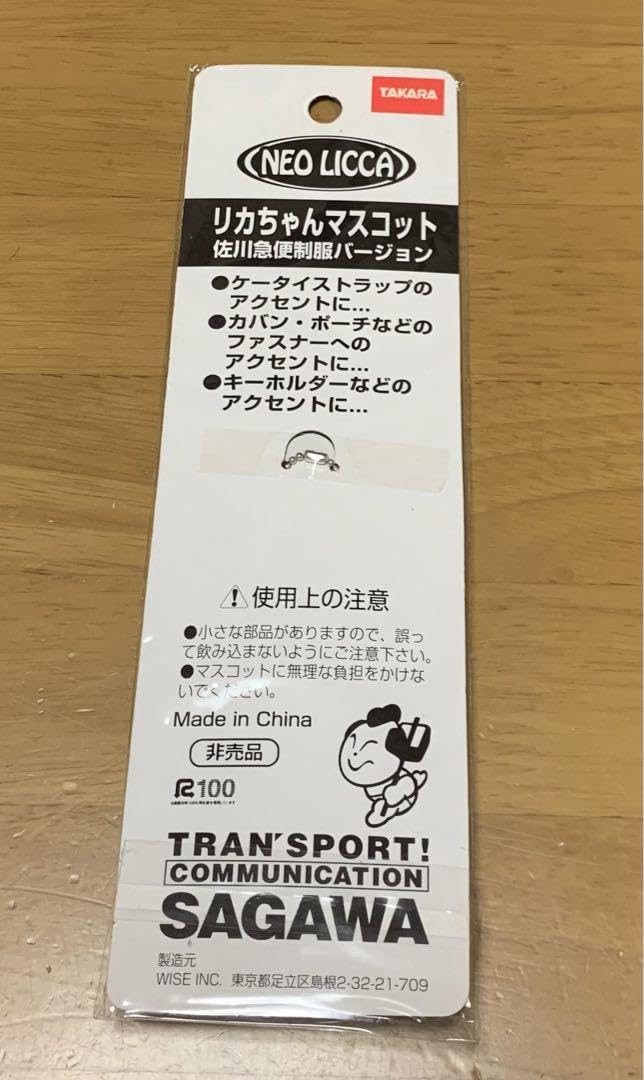 TAKARA
NEO LICCA
リカちゃんマスコット
佐川急便制服バージョン
●ケータイストラップの
アクセントに...
●カバン・ポーチなどの
ファスナーへの
アクセントに...
●キーホルダーなどの
アクセントに...
使用上の注意
●小さな部品がありますので、誤っ
て飲み込まないようにご注意下さい。
●マスコットに無理な負担をかけな
いでください。
Made in China
非売品
R100
TRAN'SPORT!
COMMUNICATION
SAGAWA
製造元
WISE INC. 東京都足立区島根2-32-21-709